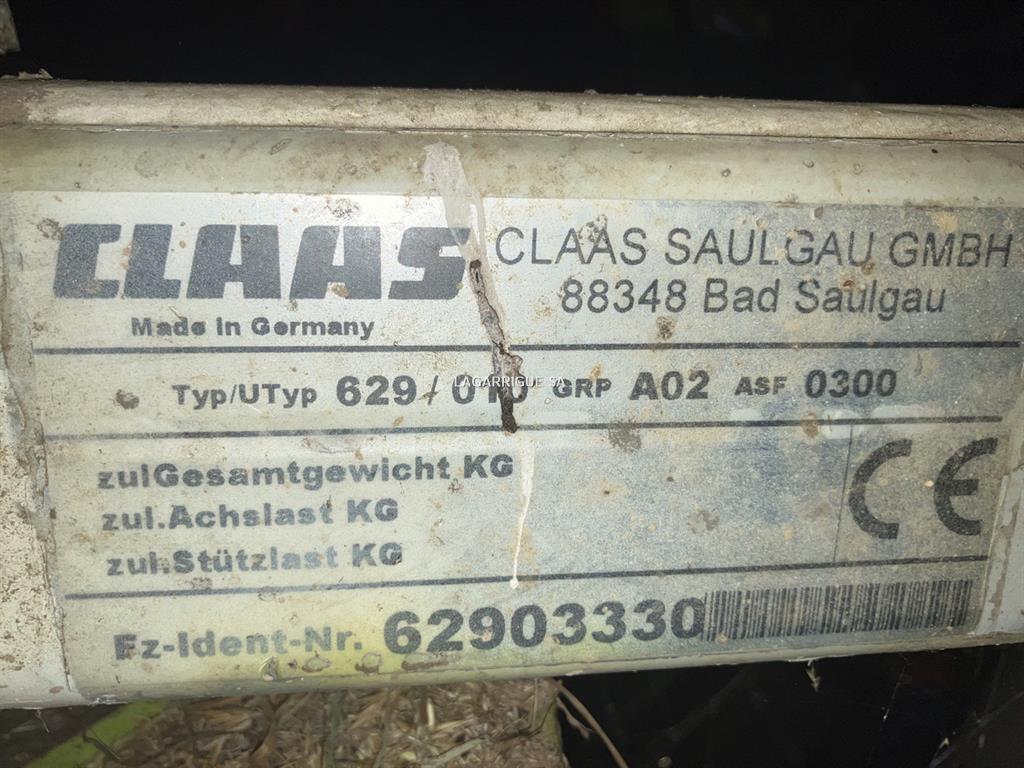 CLAAS
CLAAS SAULGAU GMBH
88348 Bad Saulgau
Made in Germany
Typ/UTyp 629 / 010 GRP A02 ASF 0300
LAGARRIGUE SA
zulGesamtgewicht KG
zul.Achslast KG
zul.Stützlast KG
CE
Fz-Ident-Nr. 62903330